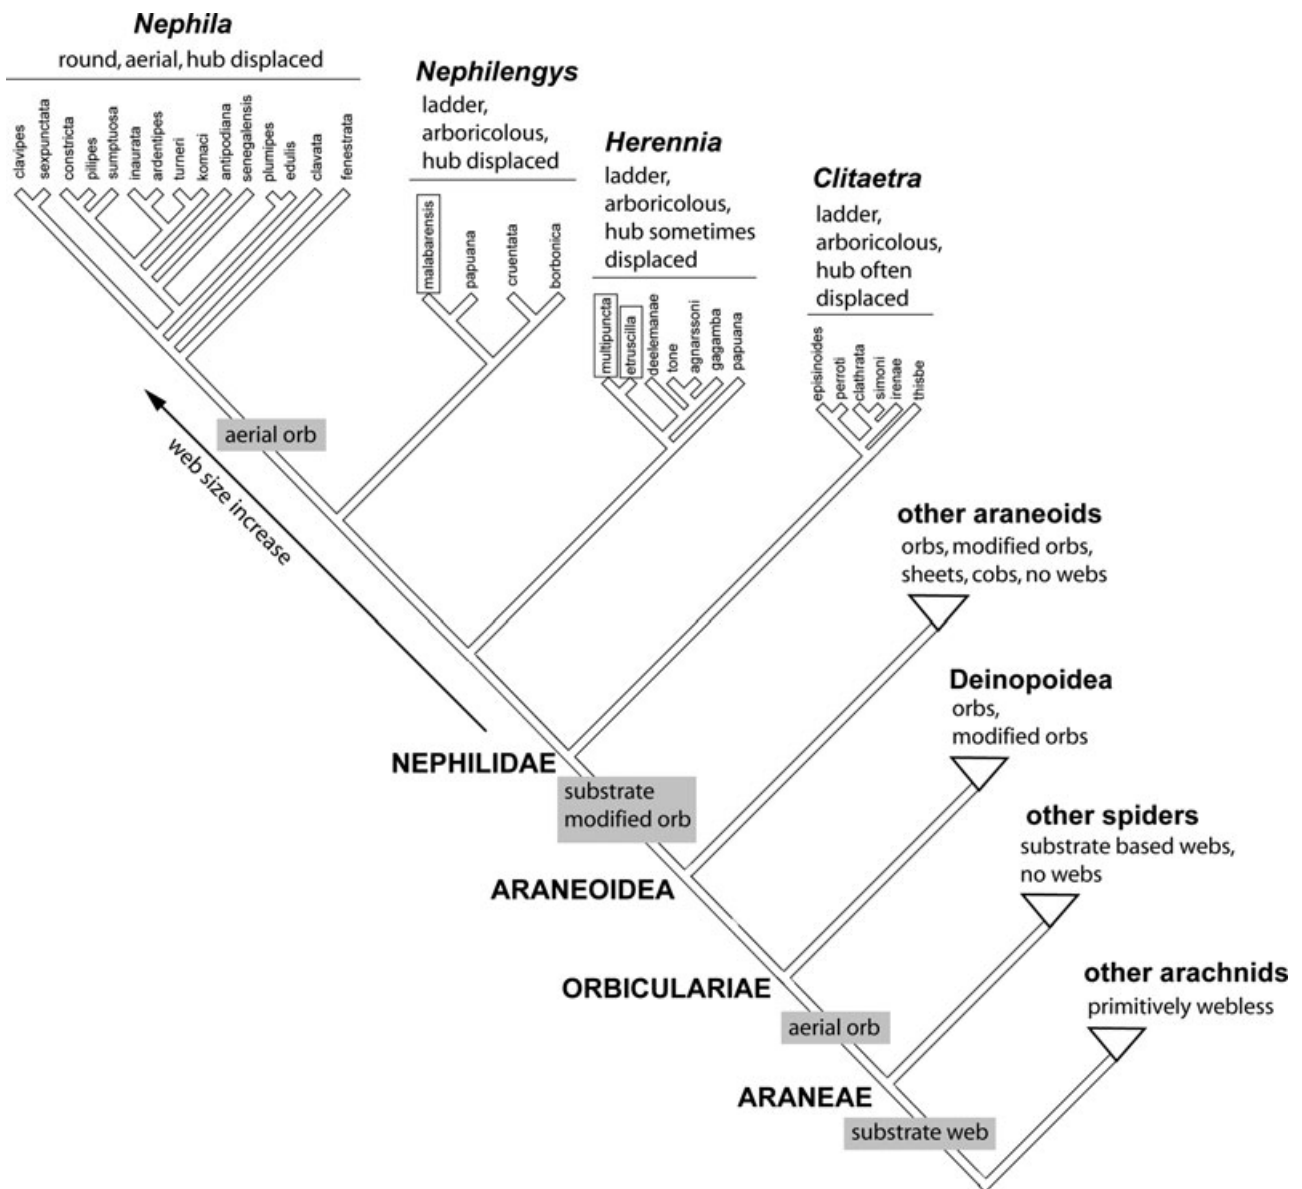 Nephila
round, aerial, hub displaced
clavipes
sexpunctata
constricta
pilipes
sumptuosa
inaurata
ardentipes
turneri
komaci
antipodiana
senegalensis
plumipes
edulis
clavata
fenestrata
Nephilengys
ladder,
arboricolous,
hub displaced
malabarensis
papuana
cruentata
borbonica
Herennia
ladder,
arboricolous,
hub sometimes
displaced
multipuncta
etruscilla
deelemanae
tone
agnarssoni
gagamba
papuana
Clitaetra
ladder,
arboricolous,
hub often
displaced
episinoides
perroti
clathrata
simoni
irenae
thisbe
aerial orb
web size increase
other araneoids
orbs, modified orbs,
sheets, cobs, no webs
Deinopoidea
orbs,
modified orbs
NEPHILIDAE
substrate
modified orb
other spiders
substrate based webs,
no webs
ARANEOIDEA
other arachnids
primitively webless
ORBICULARIAE
aerial orb
ARANEAE
substrate web